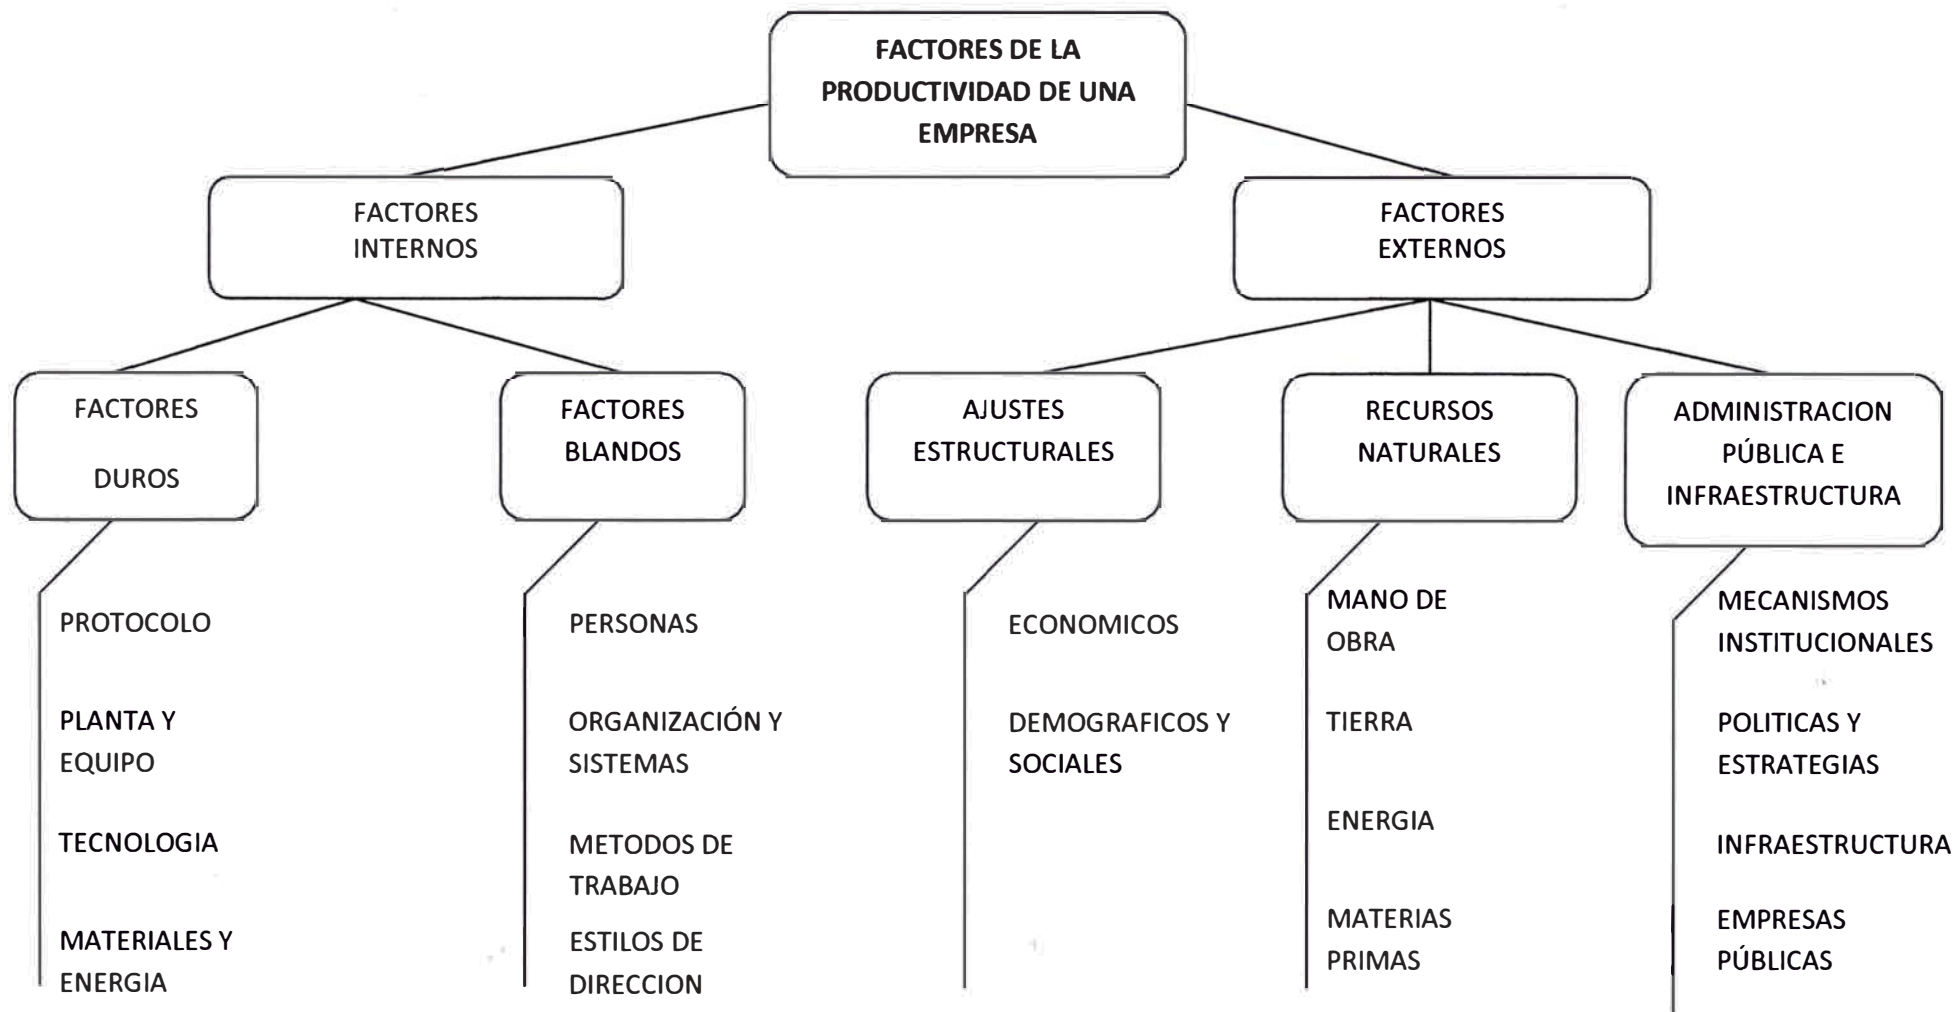 FACTORES DE LA
PRODUCTIVIDAD DE UNA
EMPRESA
FACTORES
INTERNOS
FACTORES
EXTERNOS
FACTORES
DUROS
FACTORES
BLANDOS
AJUSTES
ESTRUCTURALES
RECURSOS
NATURALES
ADMINISTRACION
PÚBLICA E
INFRAESTRUCTURA
PROTOCOLO
PLANTA Y
EQUIPO
TECNOLOGIA
MATERIALES Y
ENERGIA
PERSONAS
ORGANIZACIÓN Y
SISTEMAS
METODOS DE
TRABAJO
ESTILOS DE
DIRECCION
ECONOMICOS
DEMOGRAFICOS Y
SOCIALES
MANO DE
OBRA
TIERRA
ENERGIA
MATERIAS
PRIMAS
MECANISMOS
INSTITUCIONALES
POLITICAS Y
ESTRATEGIAS
INFRAESTRUCTURA
EMPRESAS
PÚBLICAS